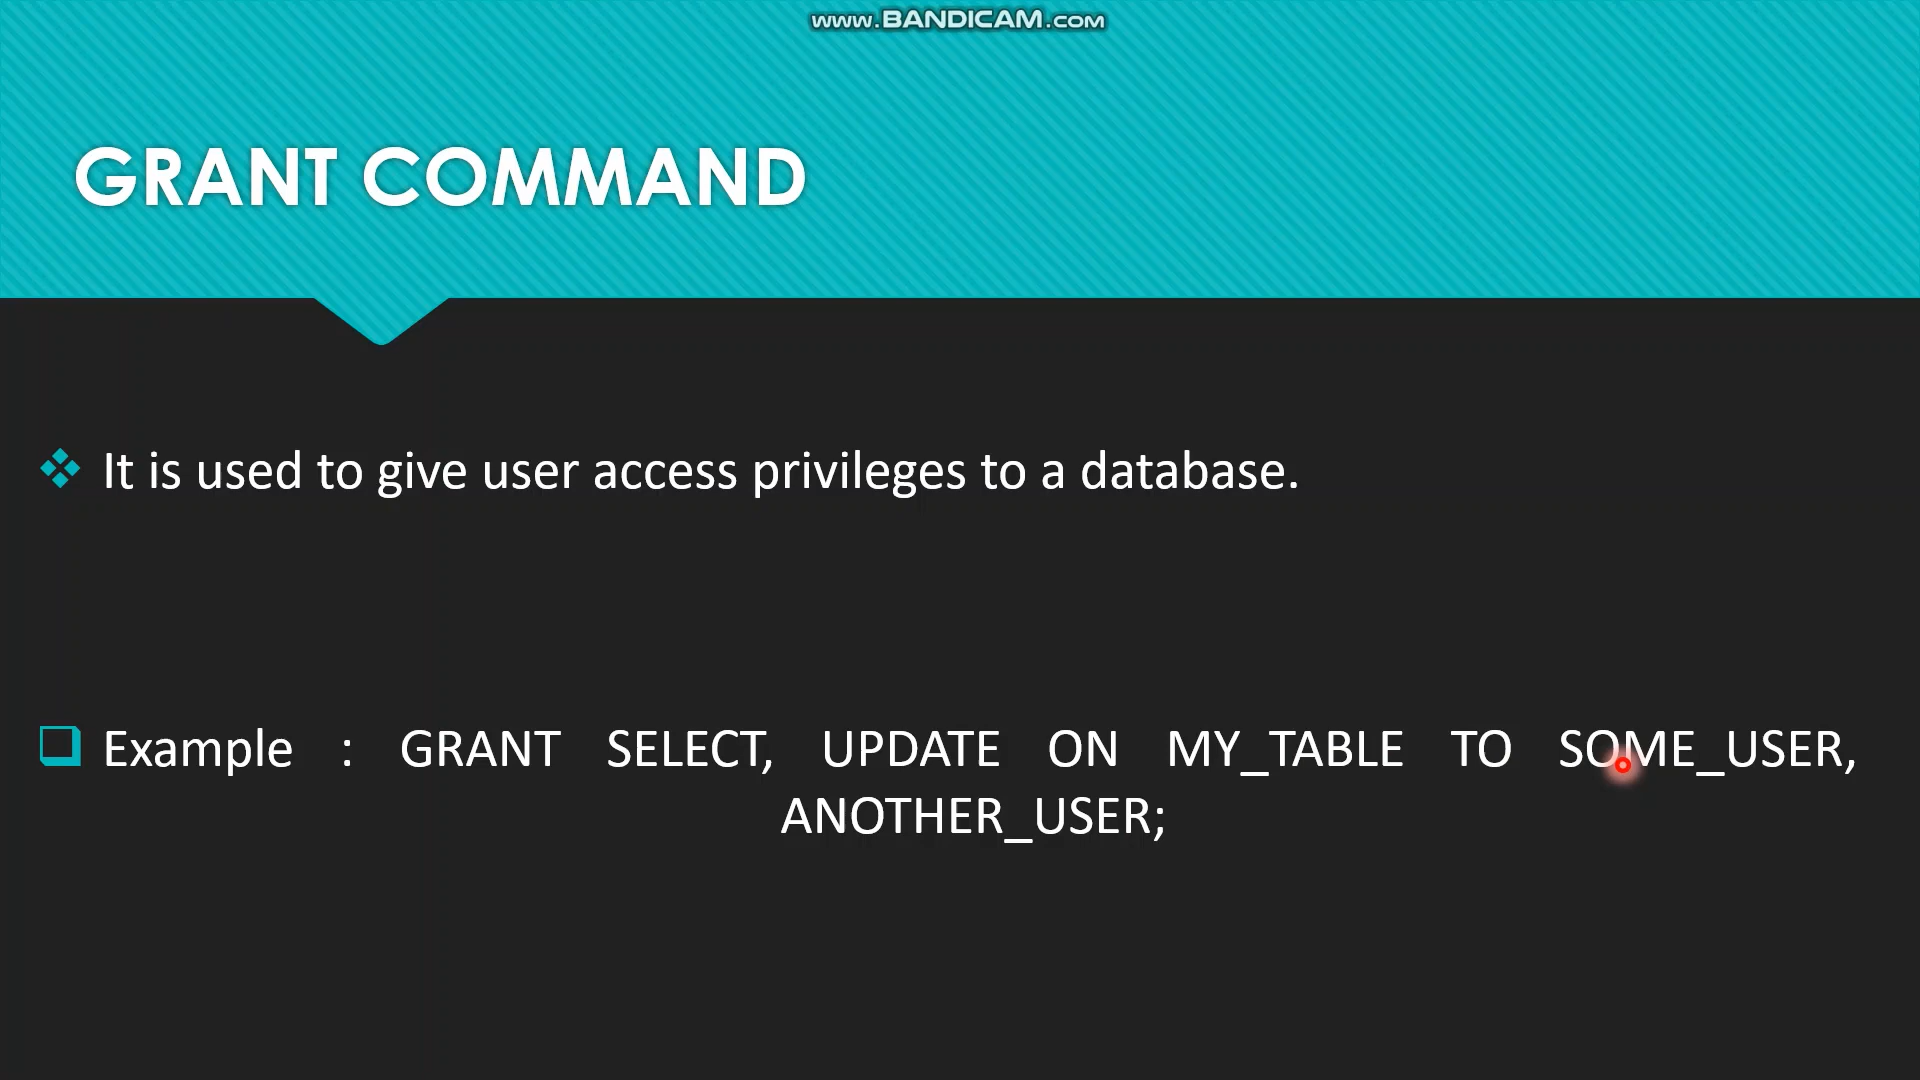 www.BANDICAM.com
GRANT COMMAND
It is used to give user access privileges to a database.
Example : GRANT SELECT, UPDATE ON MY_TABLE TO SOME_USER,
ANOTHER_USER;